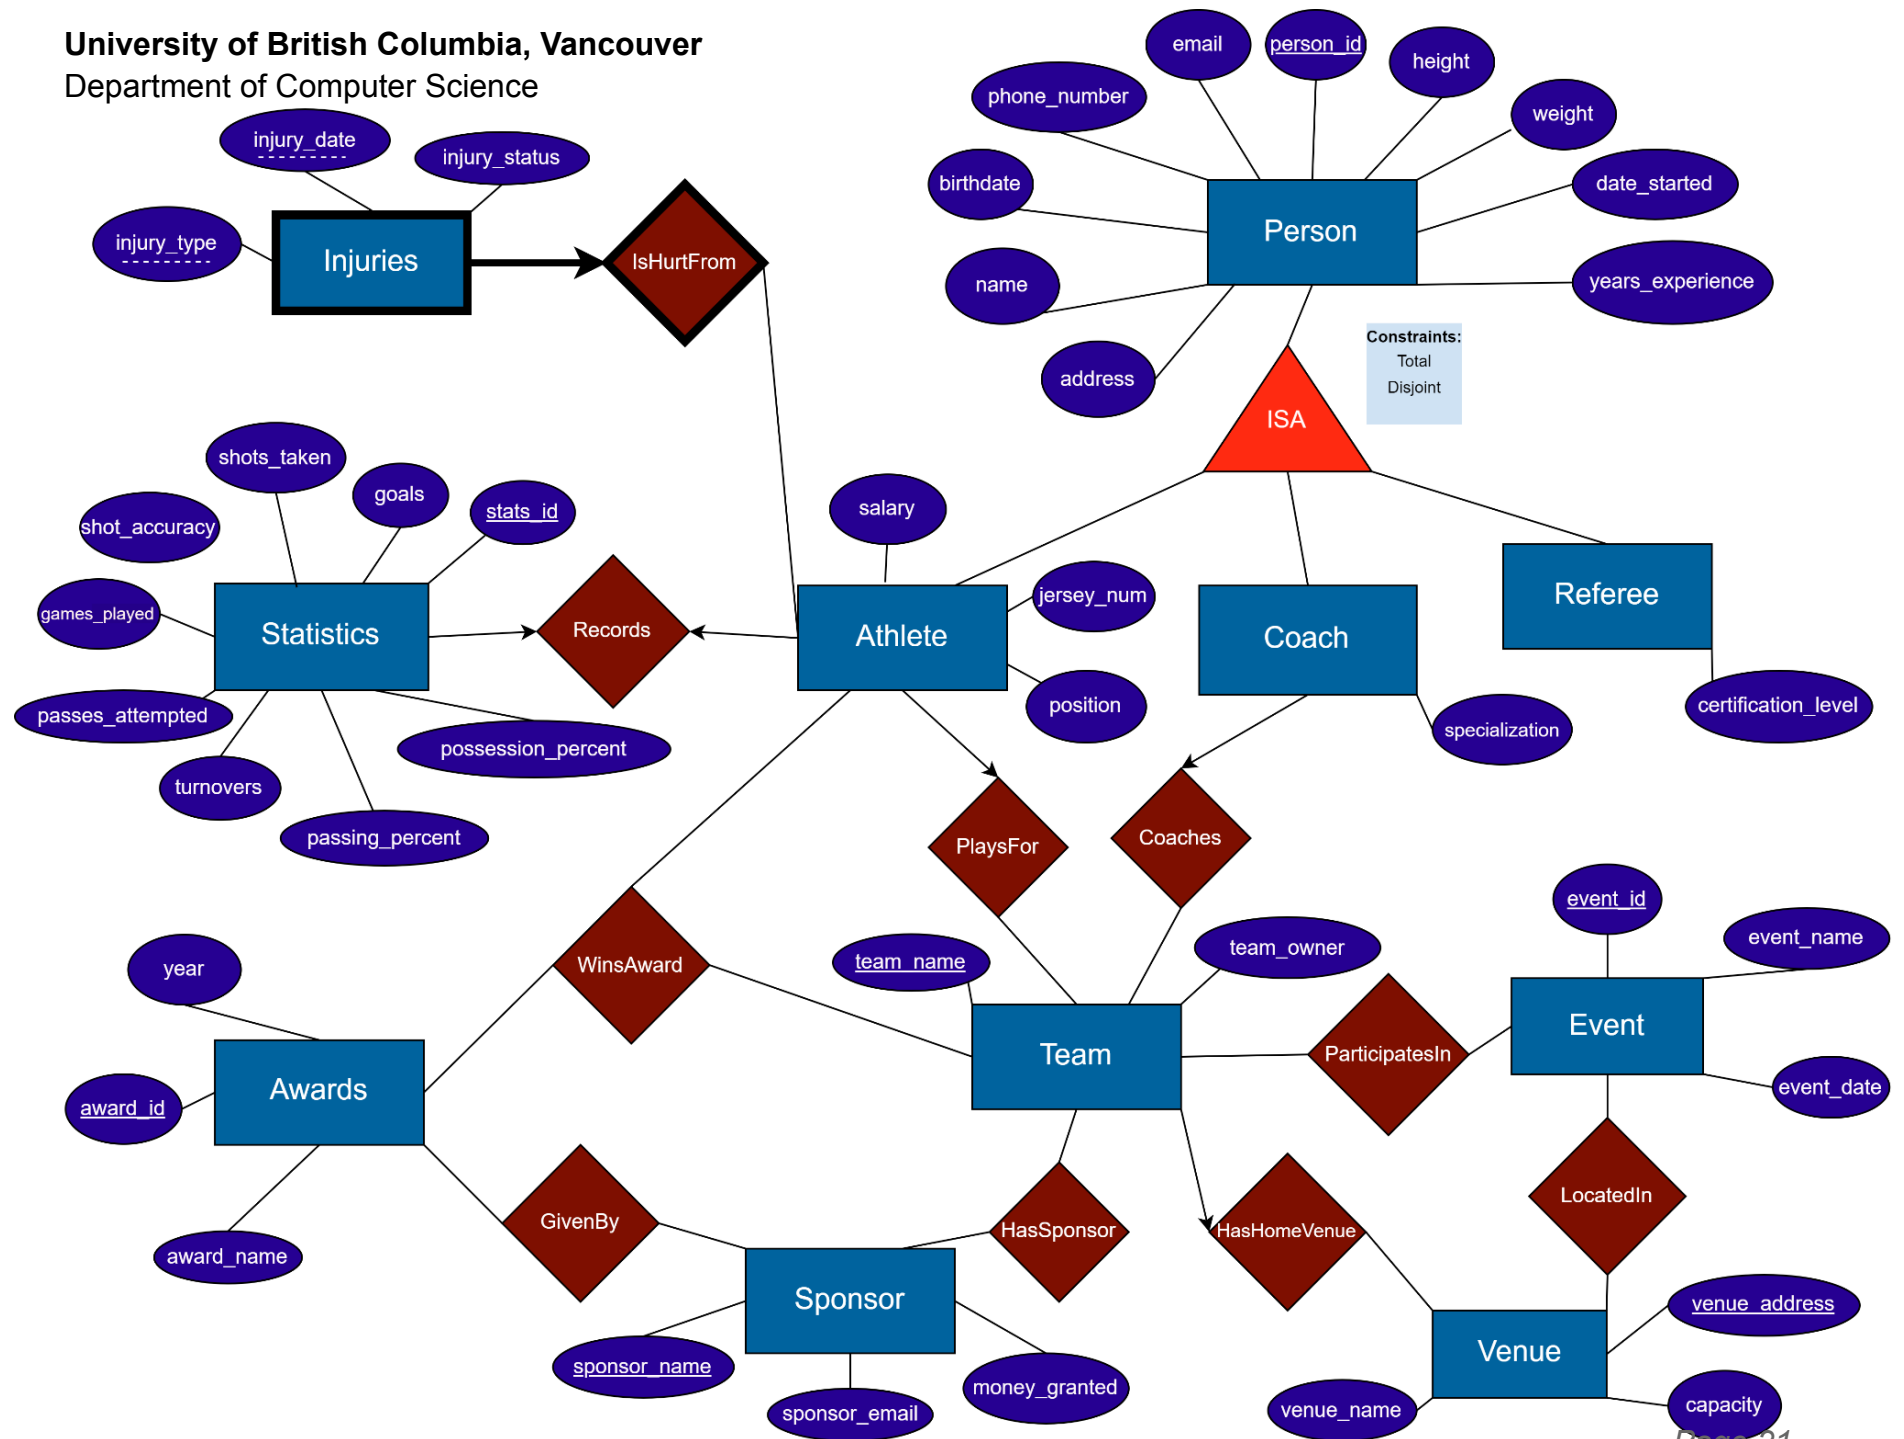 University of British Columbia, Vancouver
Department of Computer Science
email
person_id
height
phone_number
weight
injury_date
injury_status
birthdate
date_started
Person
injury_type
Injuries
IsHurtFrom
name
years_experience
Constraints:
Total
Disjoint
address
ISA
shots_taken
goals
stats_id
shot_accuracy
salary
games_played
Statistics
Records
Athlete
jersey_num
Coach
Referee
passes_attempted
possession_percent
position
specialization
certification_level
turnovers
passing_percent
PlaysFor
Coaches
event_id
event_name
year
WinsAward
team_name
team_owner
Awards
Team
ParticipatesIn
Event
award_id
event_date
GivenBy
HasSponsor
HasHomeVenue
LocatedIn
award_name
Sponsor
venue_address
sponsor_name
money_granted
Venue
sponsor_email
venue_name
capacity
Page 21